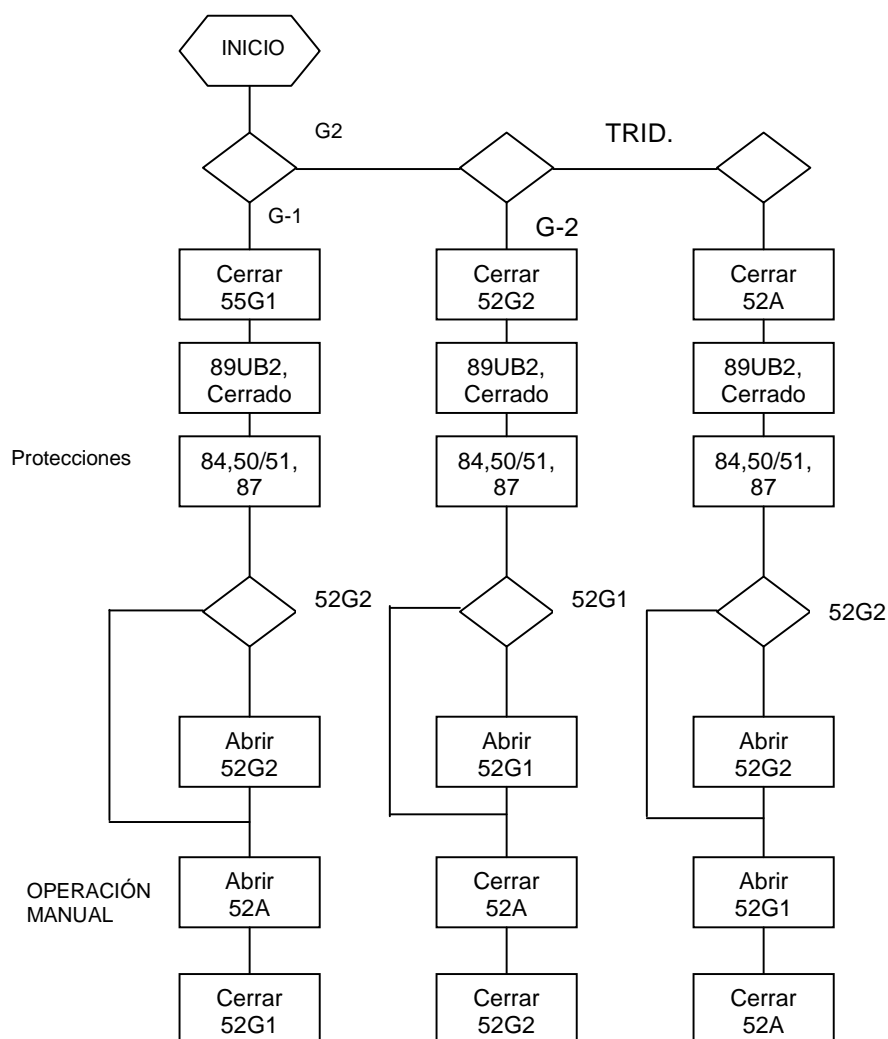 INICIO
G2
TRID.
G-1
G-2
Cerrar
55G1
Cerrar
52G2
Cerrar
52A
89UB2,
Cerrado
89UB2,
Cerrado
89UB2,
Cerrado
Protecciones
84,50/51,
87
84,50/51,
87
84,50/51,
87
52G2
52G1
52G2
Abrir
52G2
Abrir
52G1
Abrir
52G2
OPERACIÓN
MANUAL
Abrir
52A
Cerrar
52A
Abrir
52G1
Cerrar
52G1
Cerrar
52G2
Cerrar
52A